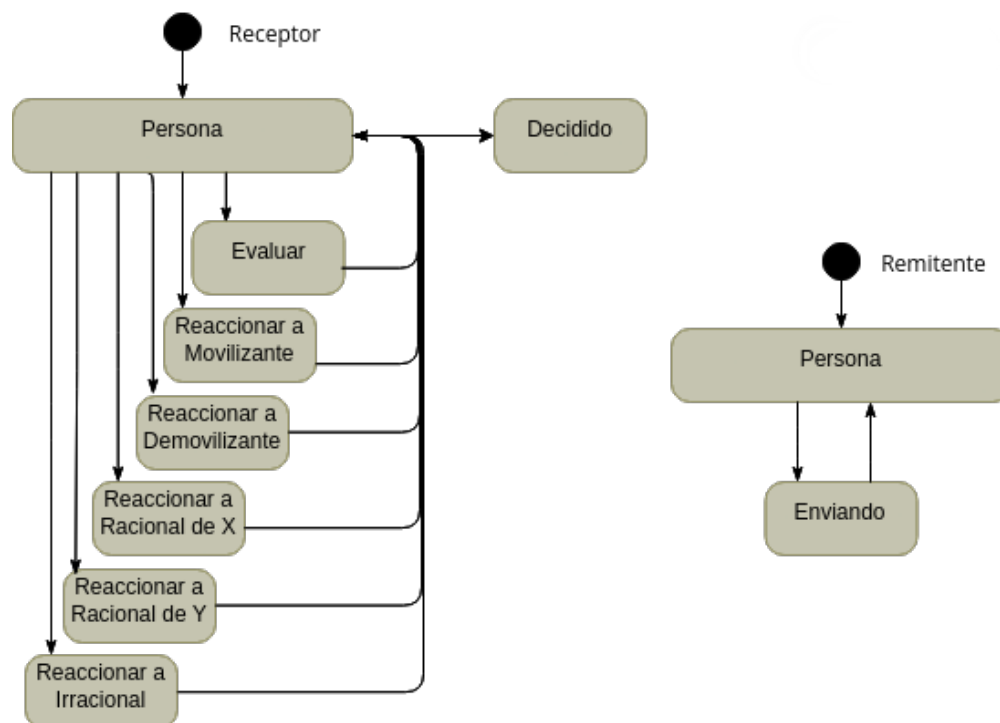 Receptor
Persona
Decidido
Evaluar
Reaccionar a
Movilizante
Reaccionar a
Demovilizante
Reaccionar a
Racional de X
Reaccionar a
Racional de Y
Reaccionar a
Irracional
Remitente
Persona
Enviando